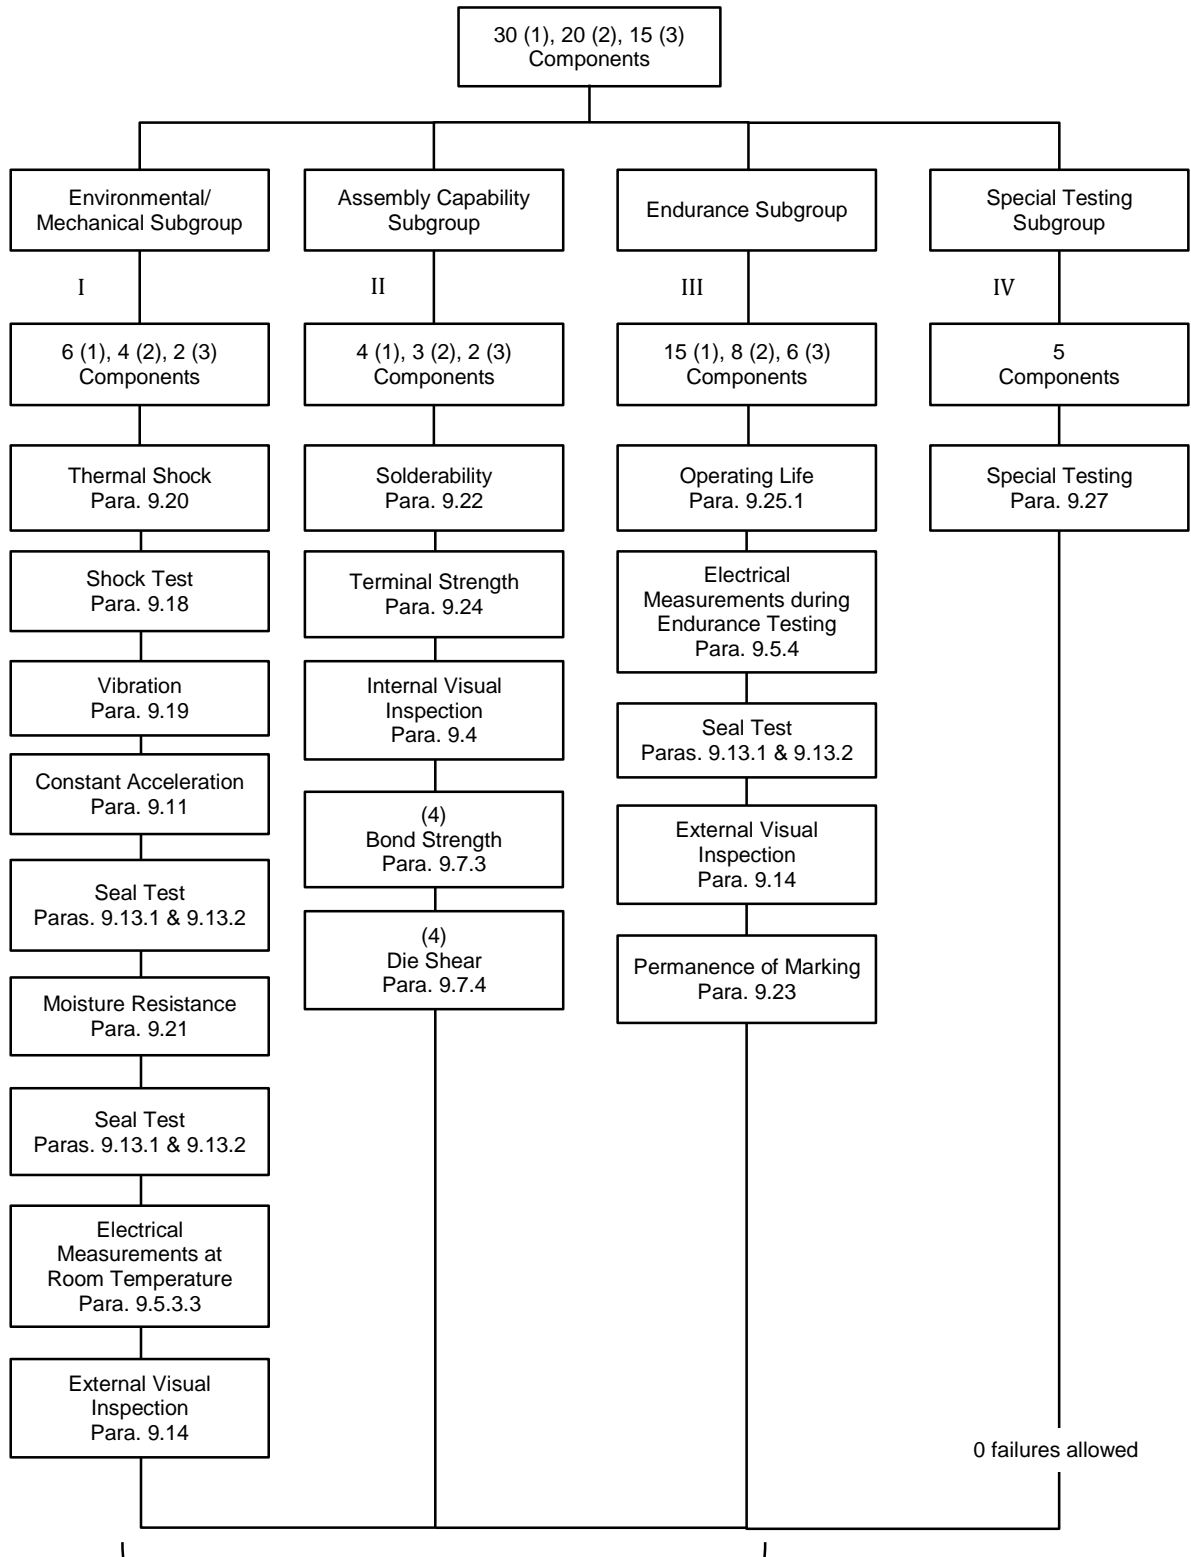 30 (1), 20 (2), 15 (3)
Components
Environmental/
Mechanical Subgroup
I
6 (1), 4 (2), 2 (3)
Components
Thermal Shock
Para. 9.20
Shock Test
Para. 9.18
Vibration
Para. 9.19
Constant Acceleration
Para. 9.11
Seal Test
Paras. 9.13.1 & 9.13.2
Moisture Resistance
Para. 9.21
Seal Test
Paras. 9.13.1 & 9.13.2
Electrical
Measurements at
Room Temperature
Para. 9.5.3.3
External Visual
Inspection
Para. 9.14
Assembly Capability
Subgroup
II
4 (1), 3 (2), 2 (3)
Components
Solderability
Para. 9.22
Terminal Strength
Para. 9.24
Internal Visual
Inspection
Para. 9.4
(4)
Bond Strength
Para. 9.7.3
(4)
Die Shear
Para. 9.7.4
Endurance Subgroup
III
15 (1), 8 (2), 6 (3)
Components
Operating Life
Para. 9.25.1
Electrical
Measurements during
Endurance Testing
Para. 9.5.4
Seal Test
Paras. 9.13.1 & 9.13.2
External Visual
Inspection
Para. 9.14
Permanence of Marking
Para. 9.23
Special Testing
Subgroup
IV
5
Components
Special Testing
Para. 9.27
0 failures allowed